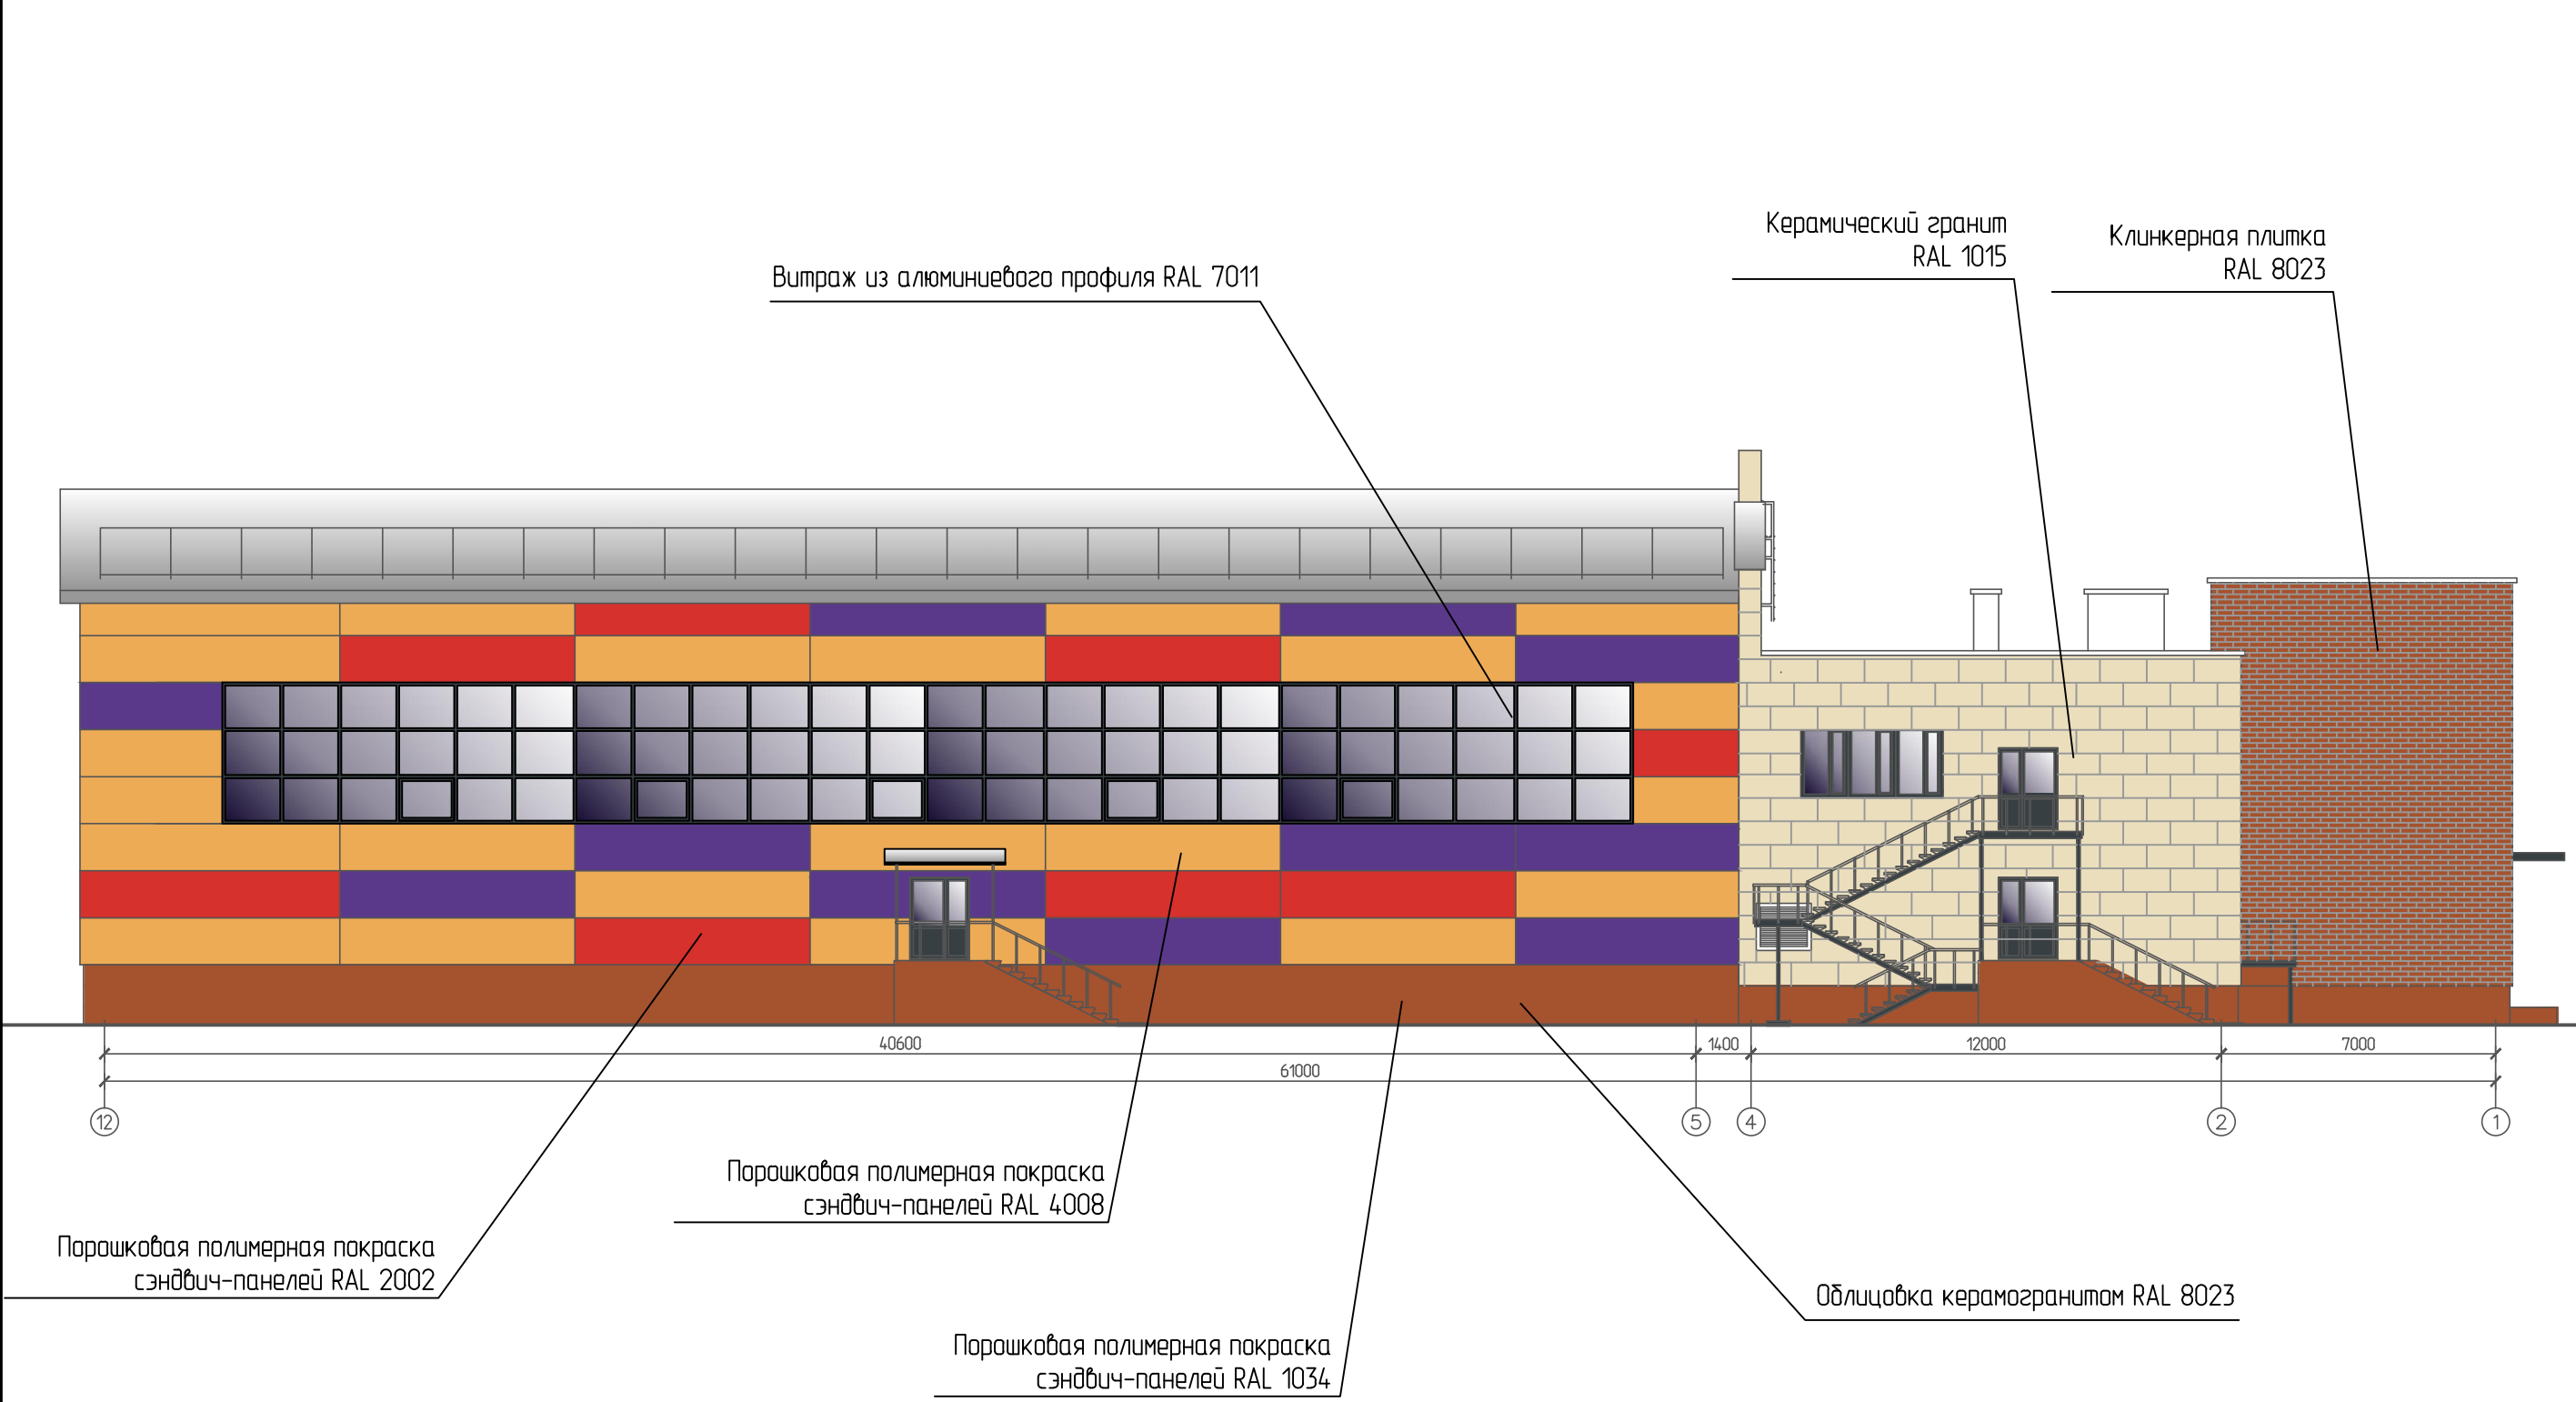 Керамический гранит
RAL 1015
Клинкерная плитка
RAL 8023
Витраж из алюминиевого профиля RAL 7011
40600
1400
12000
7000
61000
12
5
4
2
1
Порошковая полимерная покраска
сэндвич-панелей RAL 4008
Порошковая полимерная покраска
сэндвич-панелей RAL 2002
Облицовка керамогранитом RAL 8023
Порошковая полимерная покраска
сэндвич-панелей RAL 1034